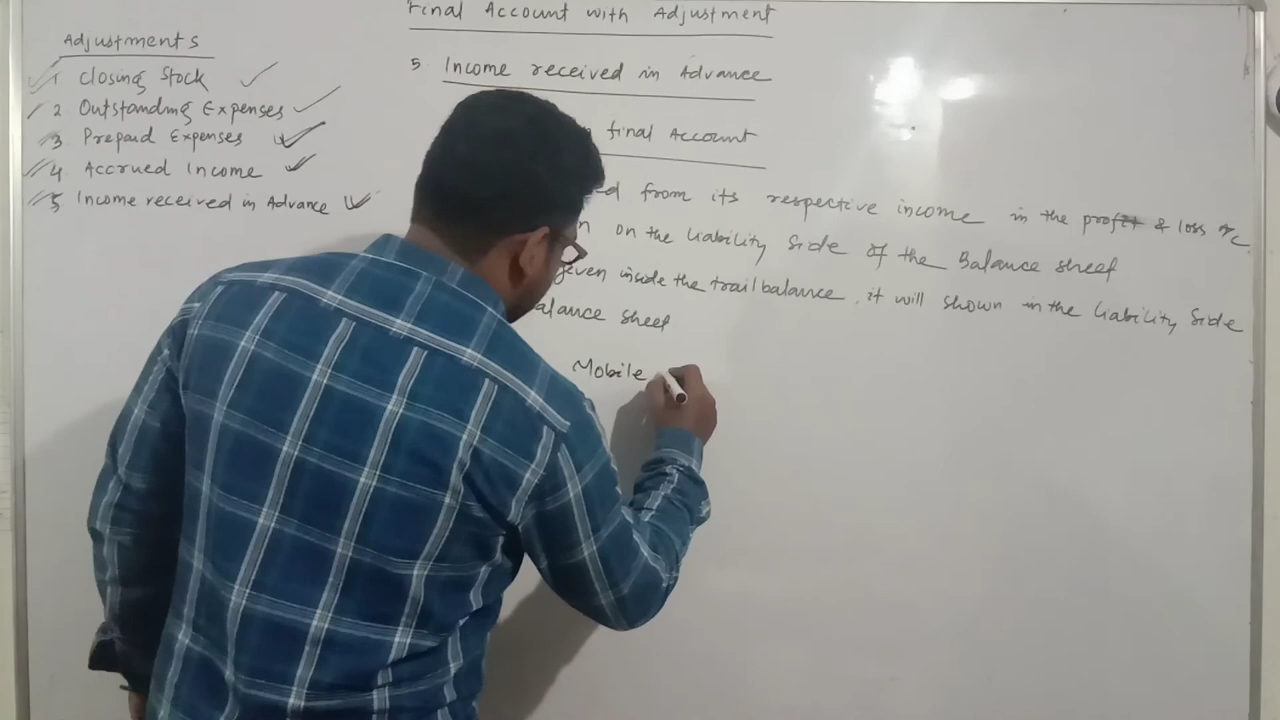 Final Account with Adjustment
Adjustments
1 Closing Stock
2 Outstanding Expenses
3 Prepaid Expenses
4 Accrued Income
5 Income received in Advance
5 Income received in Advance
final Account
from its respective income in the profit & loss A/c
on the liability Side of the Balance sheet
given inside the trail balance, it will shown in the liability Side
alance sheet
Mobile